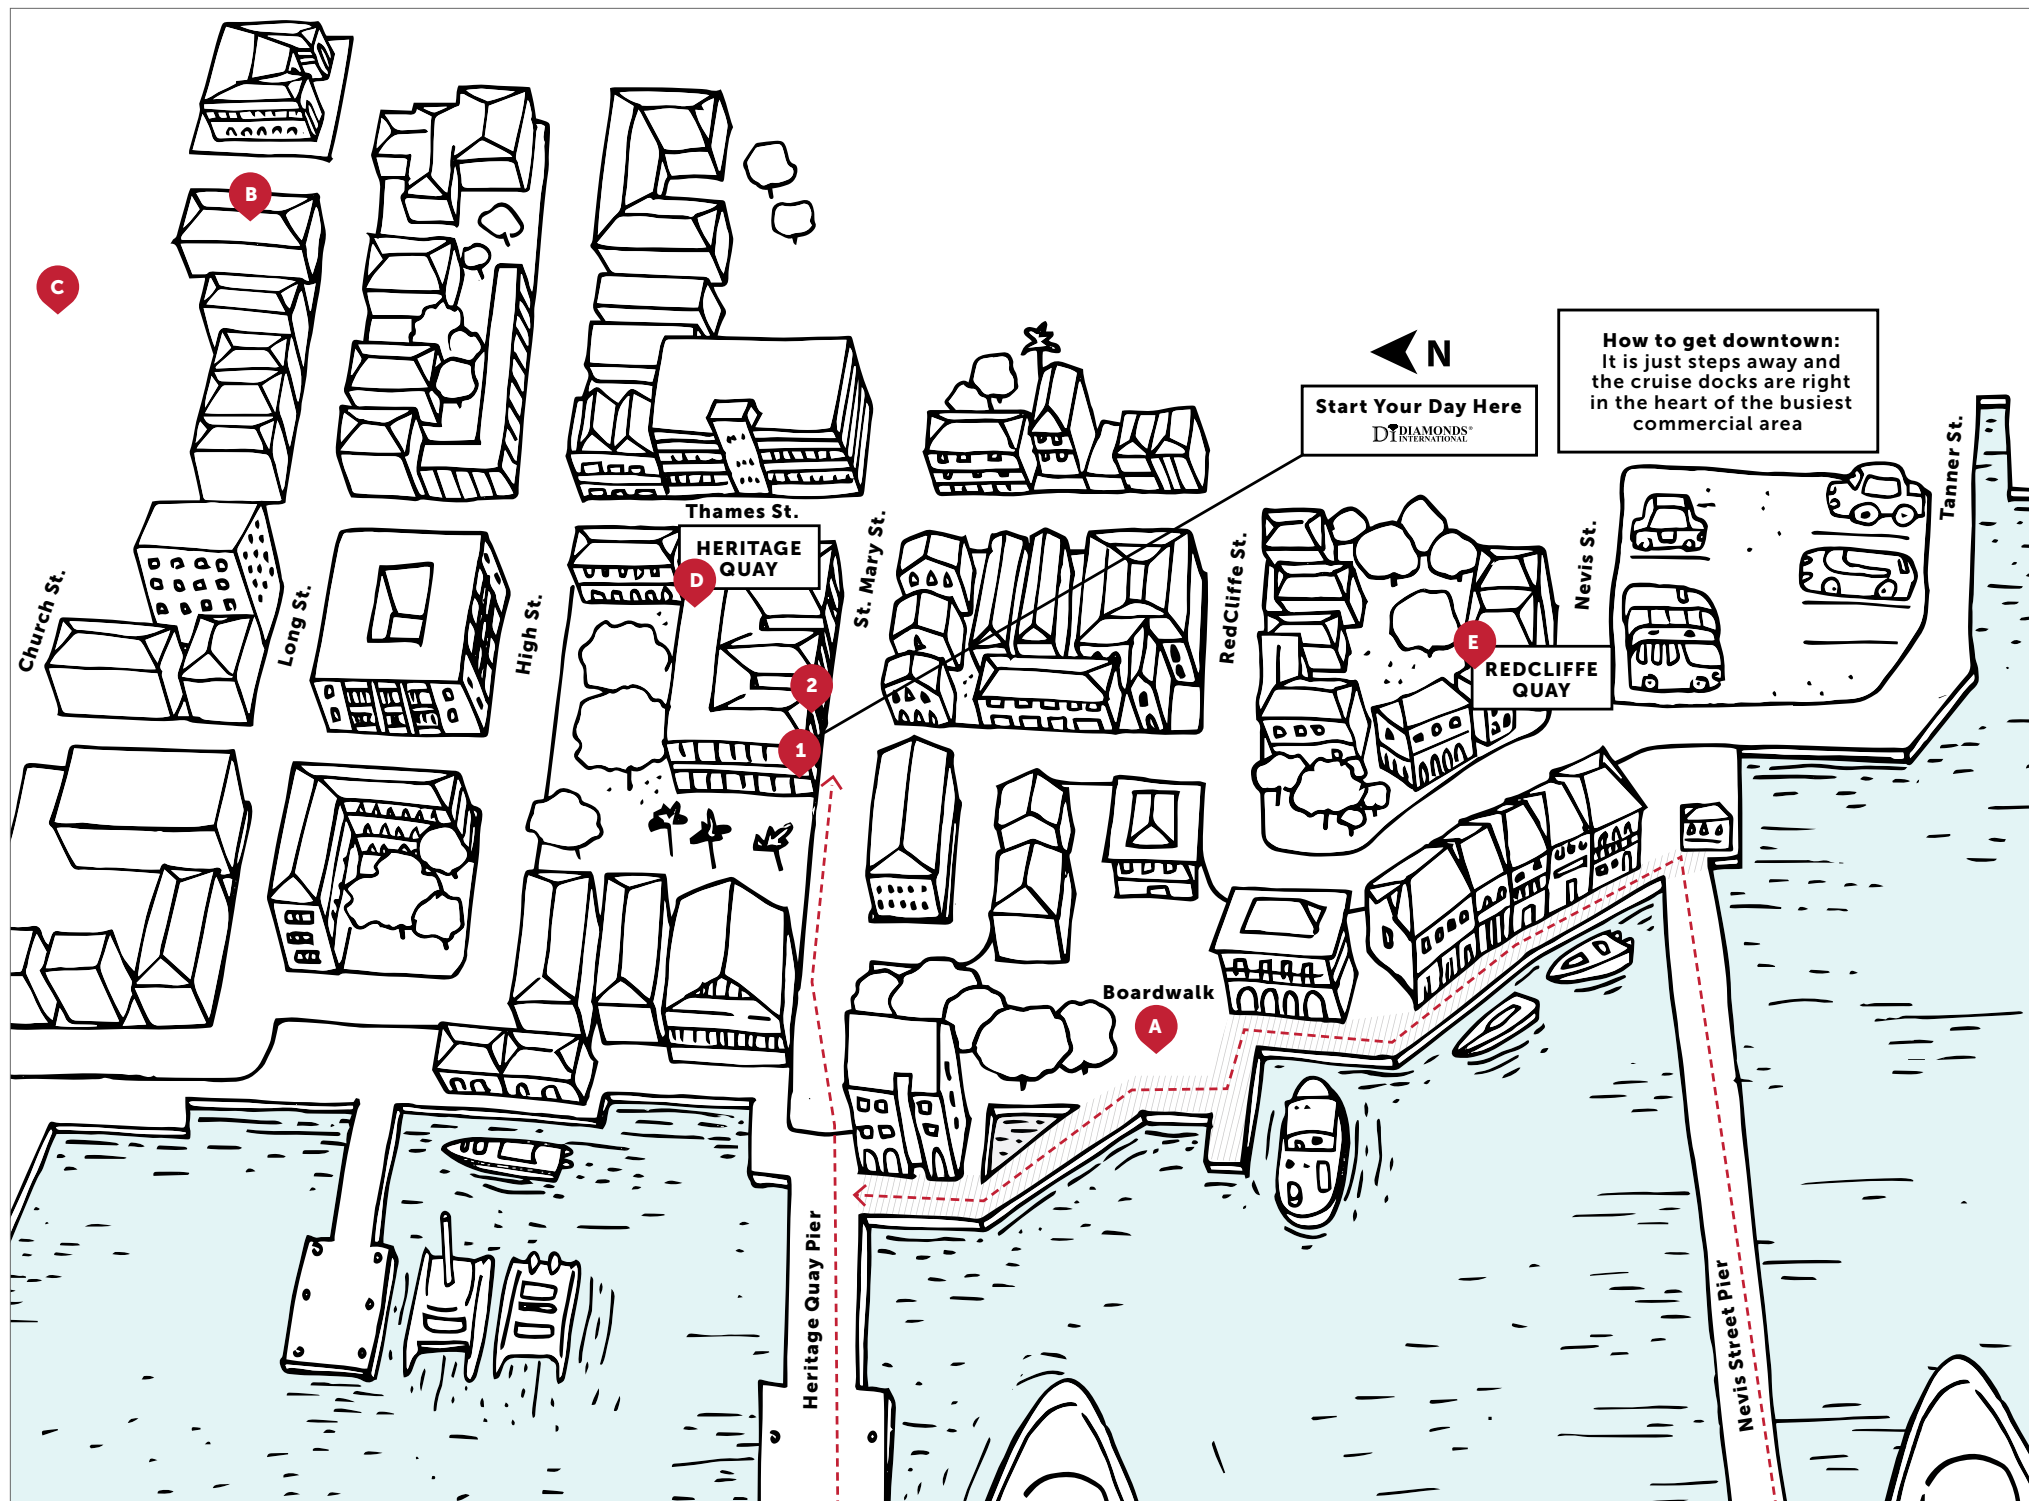 B
C
N
Start Your Day Here
DI DIAMONDS®
INTERNATIONAL
How to get downtown:
It is just steps away and
the cruise docks are right
in the heart of the busiest
commercial area
Tanner St.
Thames St.
HERITAGE
QUAY
D
St. Mary St.
RedCliffe St.
Nevis St.
E
REDCLIFFE
QUAY
Church St.
Long St.
High St.
2
1
Boardwalk
A
Heritage Quay Pier
Nevis Street Pier